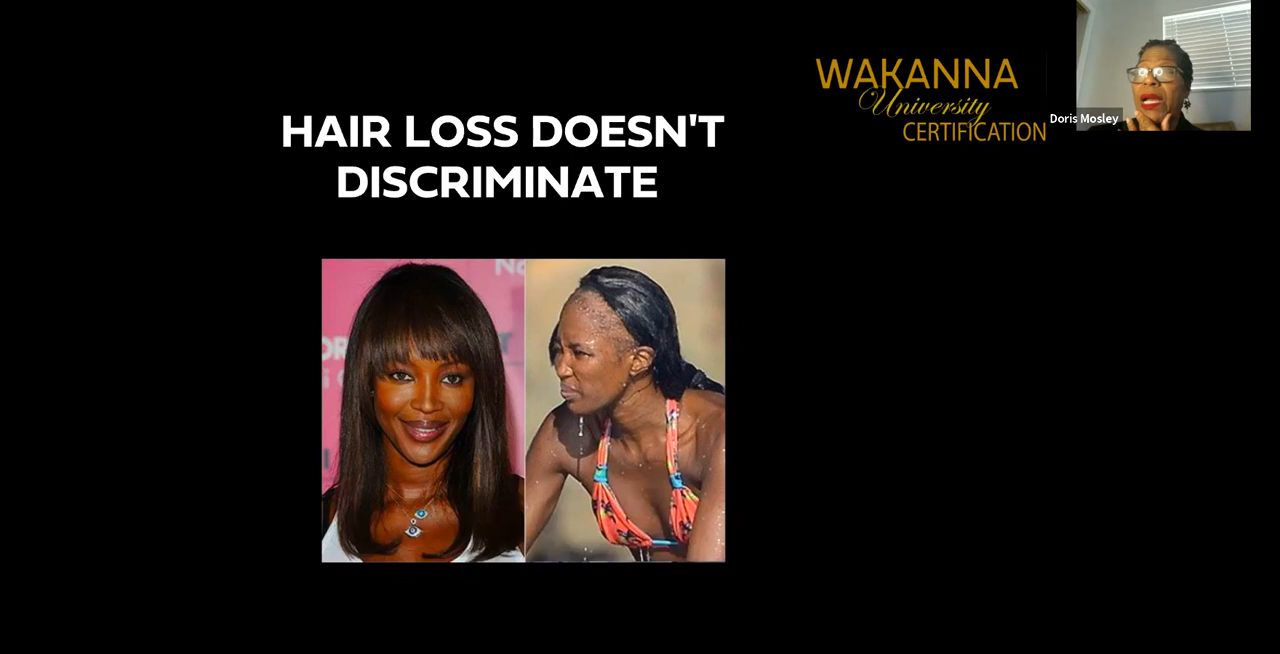 WAKANNA
University
CERTIFICATION
Doris Mosley
HAIR LOSS DOESN'T
DISCRIMINATE